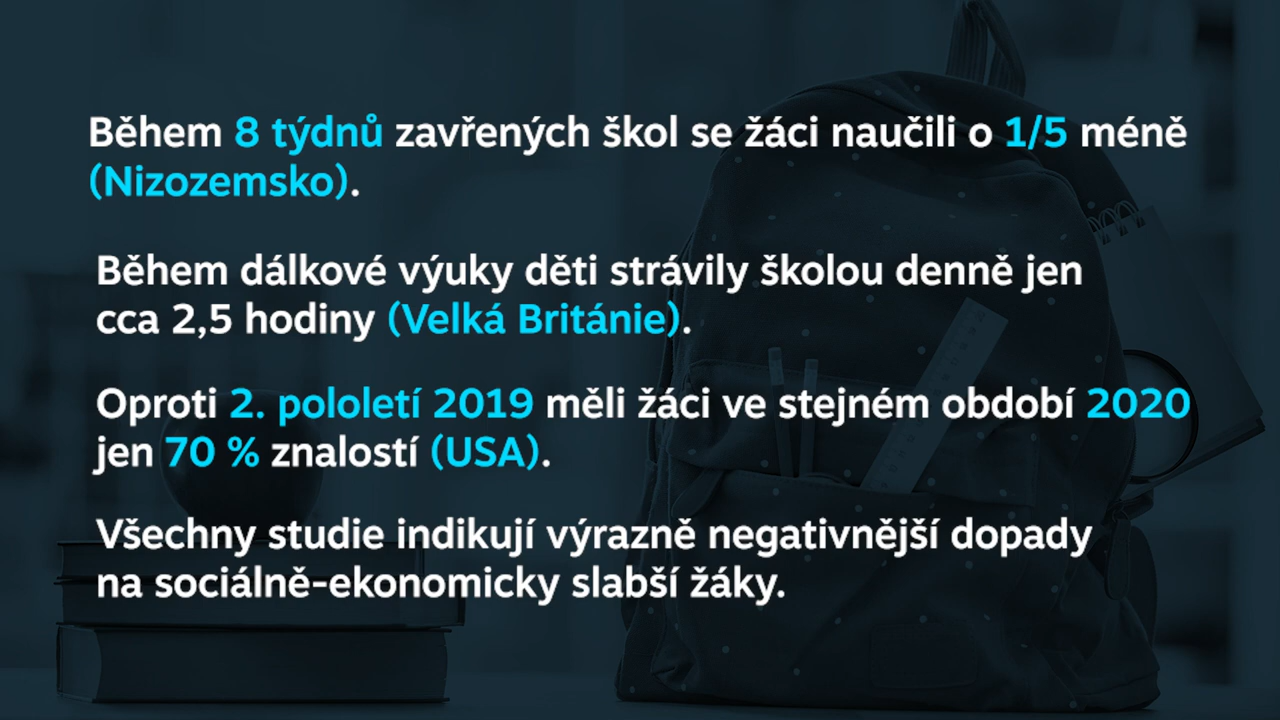 Během 8 týdnů zavřených škol se žáci naučili o 1/5 méně
(Nizozemsko).
Během dálkové výuky děti strávily školou denně jen
cca 2,5 hodiny (Velká Británie).
Oproti 2. pololetí 2019 měli žáci ve stejném období 2020
jen 70 % znalostí (USA).
Všechny studie indikují výrazně negativnější dopady
na sociálně-ekonomicky slabší žáky.